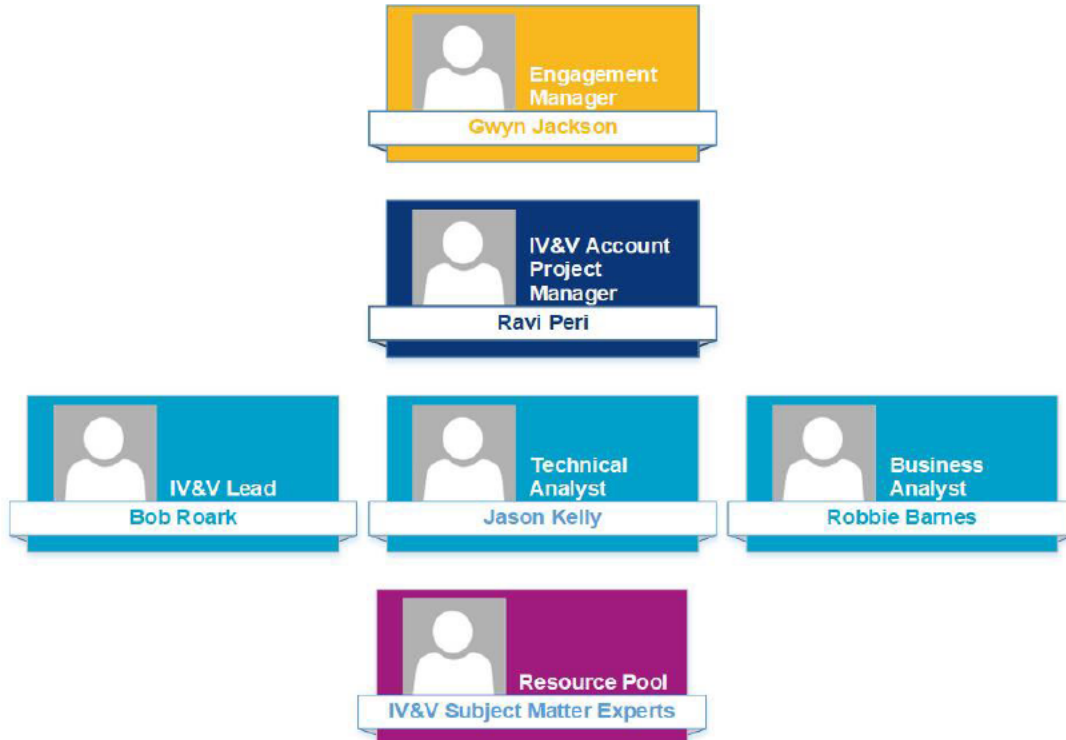 Engagement
Manager
Gwyn Jackson
IV&V Account
Project
Manager
Ravi Peri
IV&V Lead
Bob Roark
Technical
Analyst
Jason Kelly
Business
Analyst
Robbie Barnes
Resource Pool
IV&V Subject Matter Experts